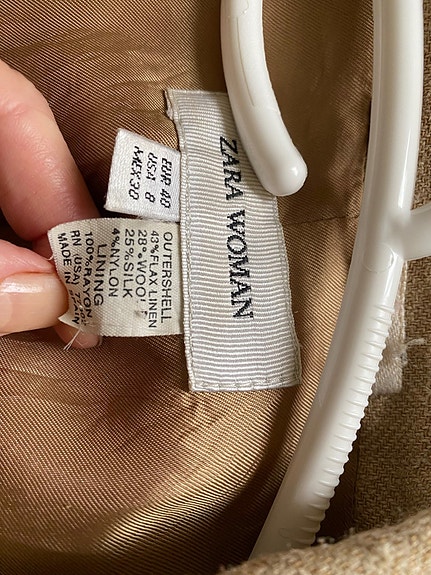 ZARA WOMAN
EUR 40
USA 8
MEX 30
OUTERSHELL
43% FLAX LINEN
28% WOOL
25% SILK
4% NYLON
LINING
100% RAYON
RN (USA)
MADE IN